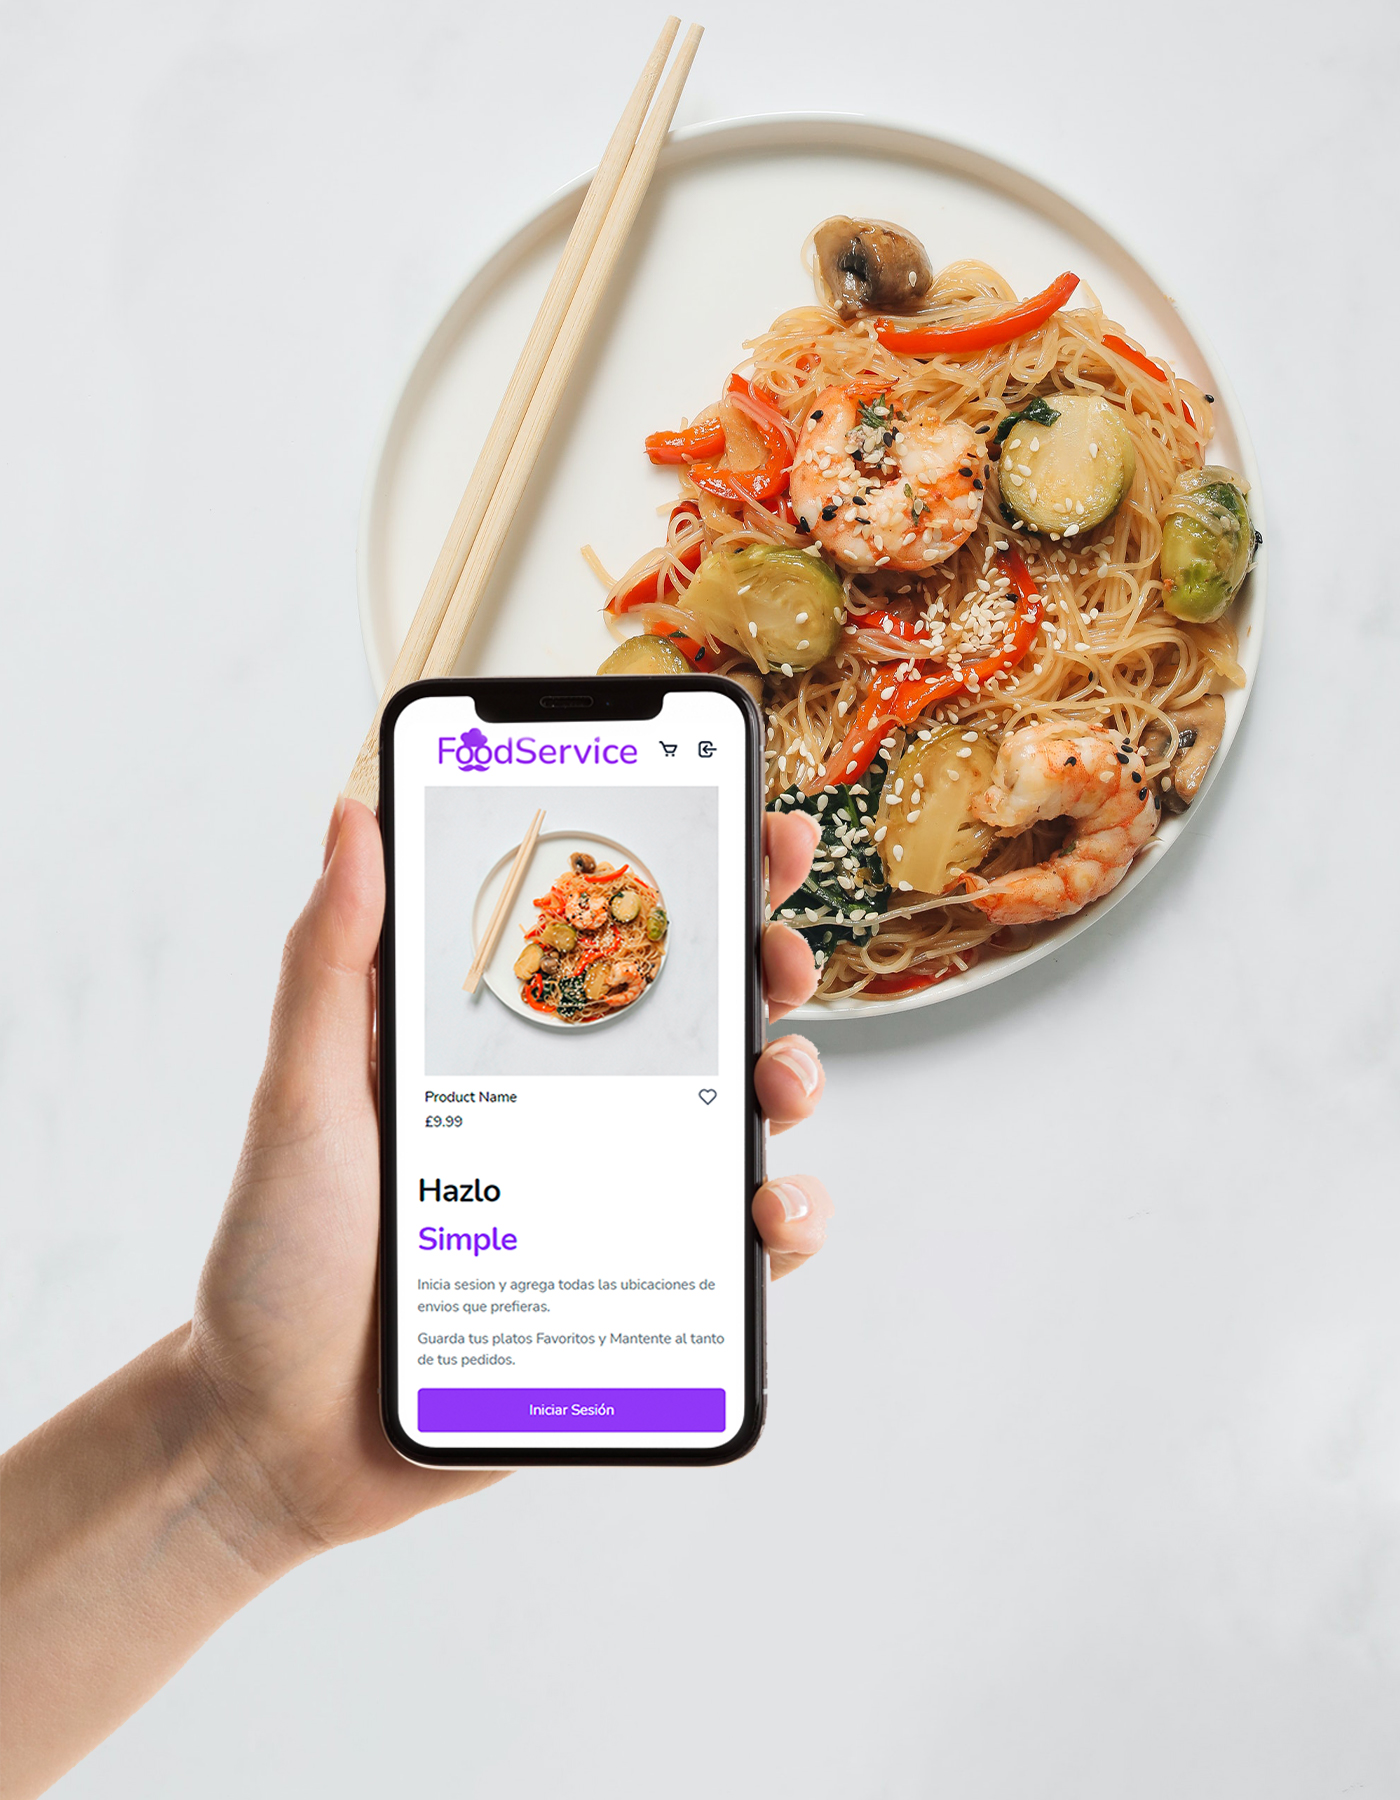 FoodService
Product Name
£9.99
Hazlo
Simple
Inicia sesion y agrega todas las ubicaciones de
envios que prefieras.
Guarda tus platos Favoritos y Mantente al tanto
de tus pedidos.
Iniciar Sesión